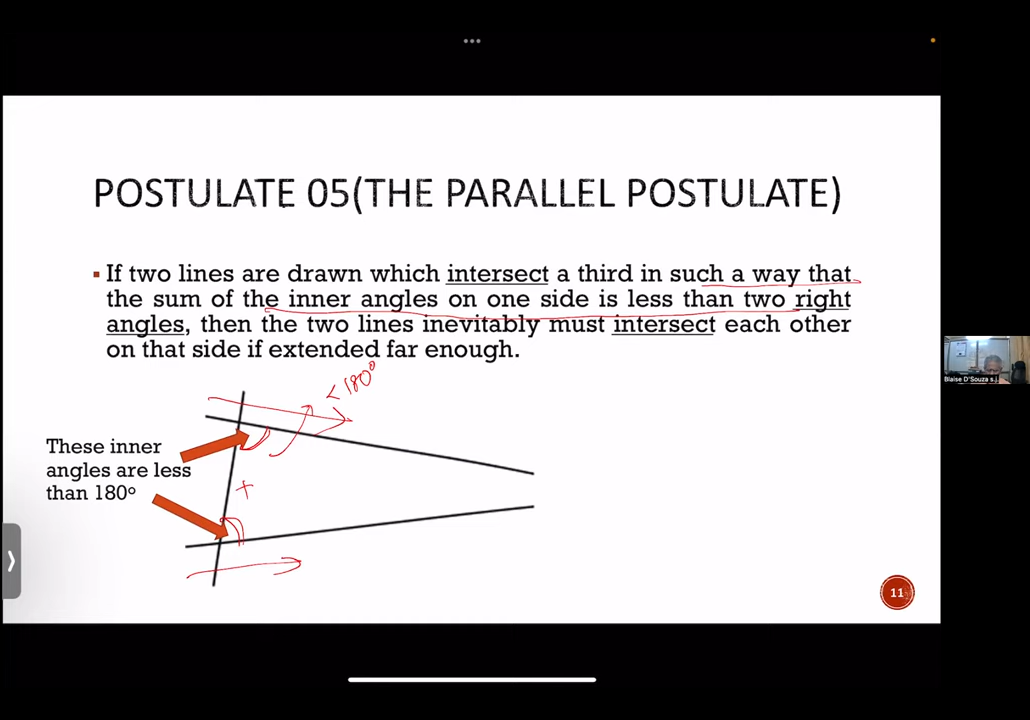 POSTULATE 05(THE PARALLEL POSTULATE)
If two lines are drawn which intersect a third in such a way that
the sum of the inner angles on one side is less than two right
angles, then the two lines inevitably must intersect each other
on that side if extended far enough.
< 180°
These inner
angles are less
than 180°
+
11
Blaise D'Souza s.j.